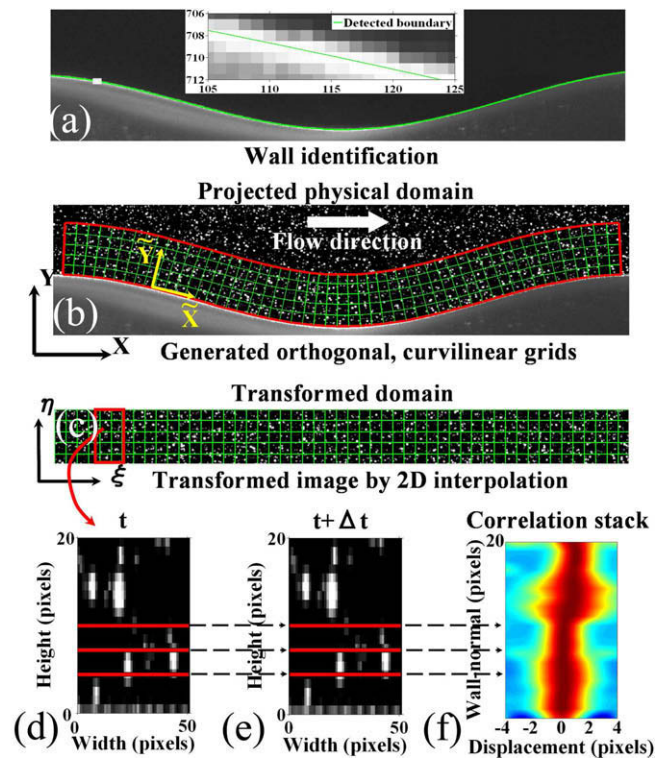 706
708
710
712
105
110
115
120
125
Detected boundary
(a)
Wall identification
Projected physical domain
Flow direction
Ỹ
X̃
Y
X
(b)
Generated orthogonal, curvilinear grids
Transformed domain
η
(c)
ξ
Transformed image by 2D interpolation
t
t+ Δ t
Correlation stack
20
Height (pixels)
0
0
50
Width (pixels)
(d)
20
Height (pixels)
0
0
50
Width (pixels)
(e)
20
Wall-normal (pixels)
0
-4 -2 0 2 4
Displacement (pixels)
(f)